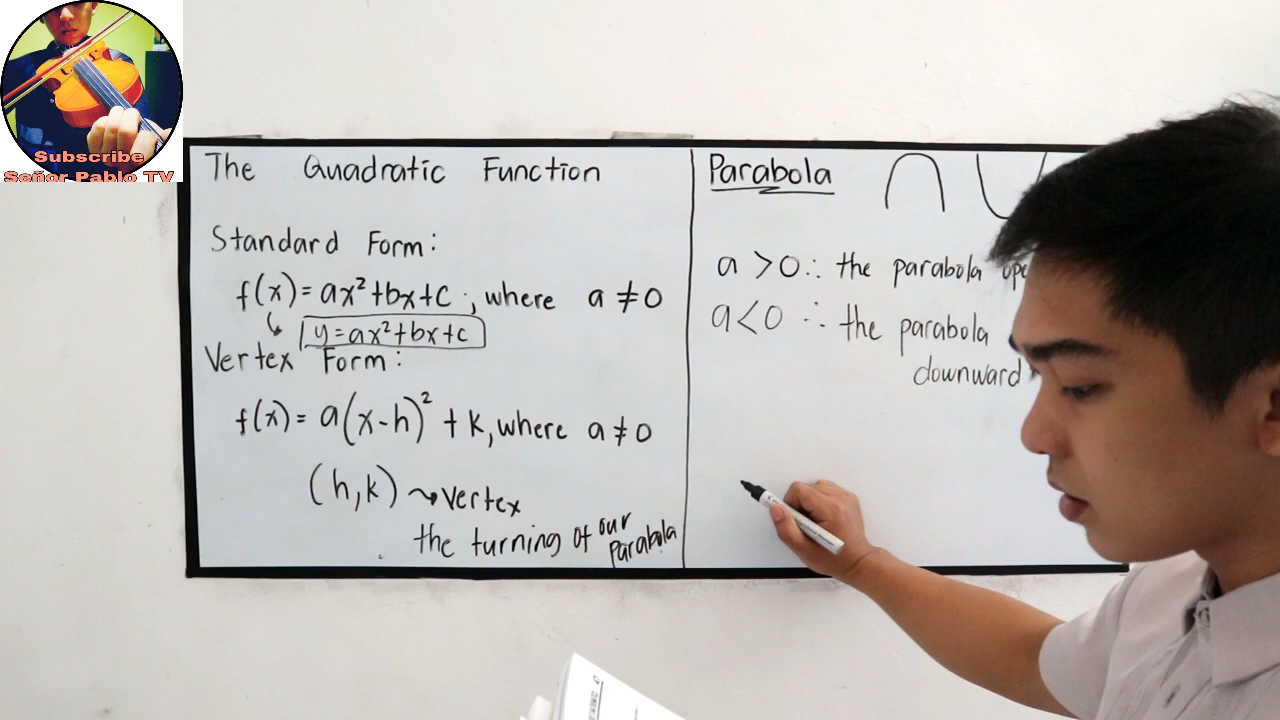 Subscribe
Señor Pablo TV
The Quadratic Function
Standard Form:
f(x) = ax² + bx + c ; where a ≠ 0
y = ax² + bx + c
Vertex Form:
f(x) = a(x-h)² + k, where a ≠ 0
(h,k) ⤳ vertex
the turning of our
parabola
Parabola
a > 0 ∴ the parabola
a < 0 ∴ the parabola
downward